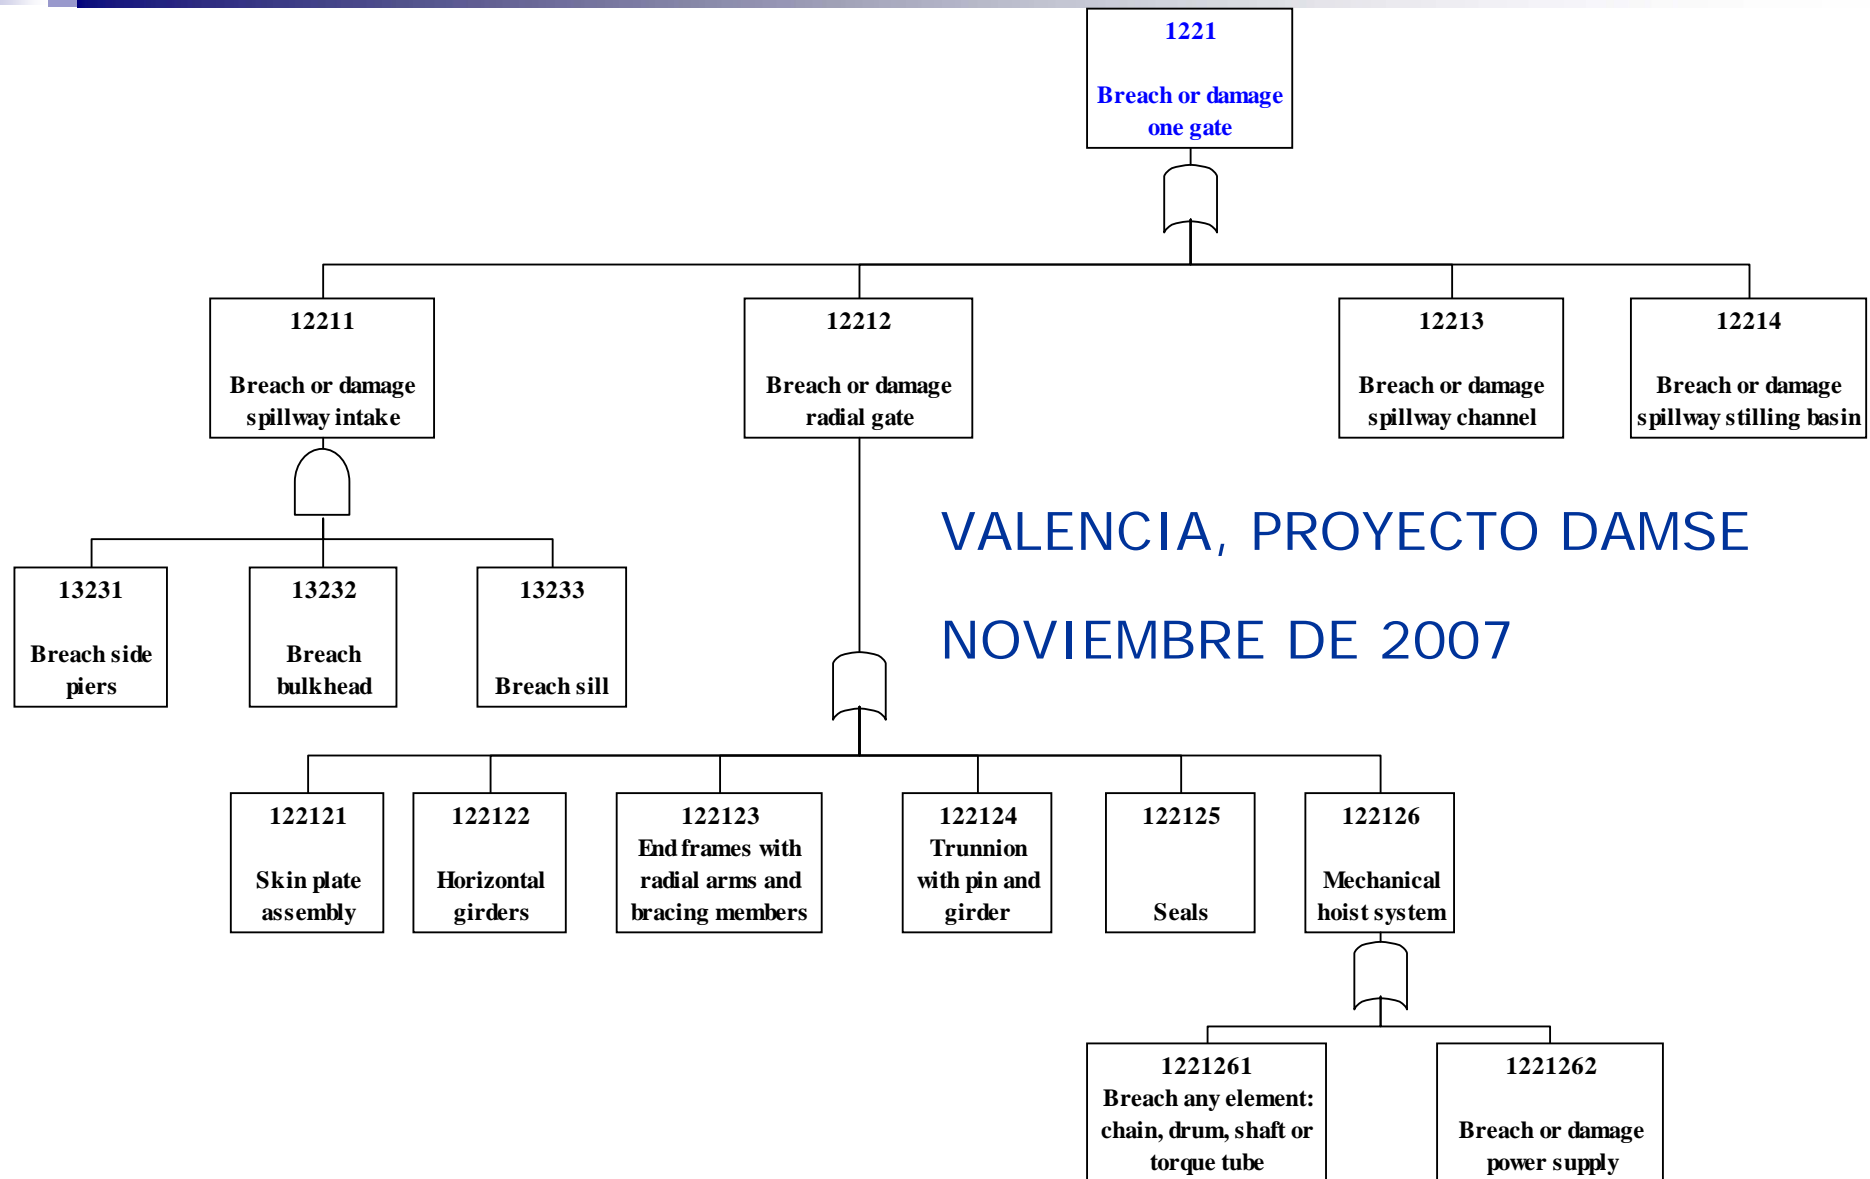 1221
Breach or damage
one gate
12211
Breach or damage
spillway intake
12212
Breach or damage
radial gate
12213
Breach or damage
spillway channel
12214
Breach or damage
spillway stilling basin
VALENCIA, PROYECTO DAMSE
NOVIEMBRE DE 2007
13231
Breach side
piers
13232
Breach
bulkhead
13233
Breach sill
122121
Skin plate
assembly
122122
Horizontal
girders
122123
End frames with
radial arms and
bracing members
122124
Trunnion
with pin and
girder
122125
Seals
122126
Mechanical
hoist system
1221261
Breach any element:
chain, drum, shaft or
torque tube
1221262
Breach or damage
power supply